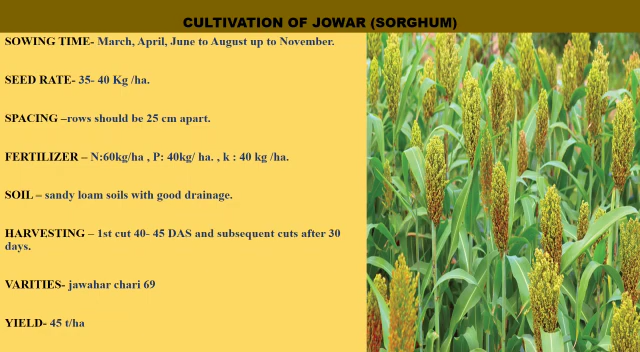 CULTIVATION OF JOWAR (SORGHUM)
SOWING TIME- March, April, June to August up to November.
SEED RATE- 35- 40 Kg /ha.
SPACING –rows should be 25 cm apart.
FERTILIZER – N:60kg/ha , P: 40kg/ ha. , k : 40 kg /ha.
SOIL – sandy loam soils with good drainage.
HARVESTING – 1st cut 40- 45 DAS and subsequent cuts after 30
days.
VARITIES- jawahar chari 69
YIELD- 45 t/ha